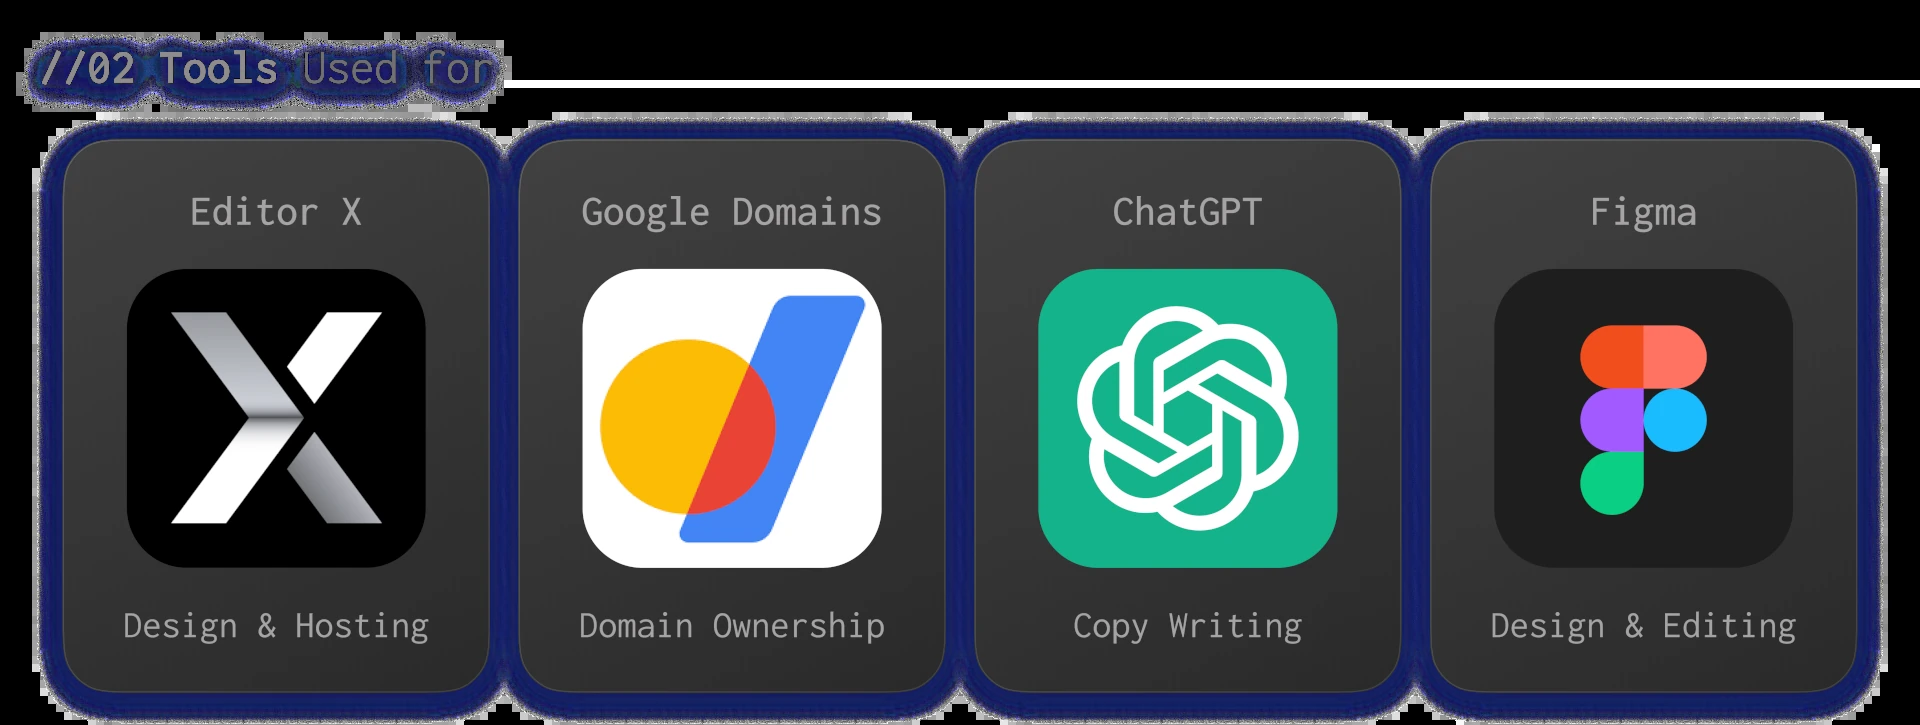 //02 Tools Used for
Editor X
Google Domains
ChatGPT
Figma
Design & Hosting
Domain Ownership
Copy Writing
Design & Editing